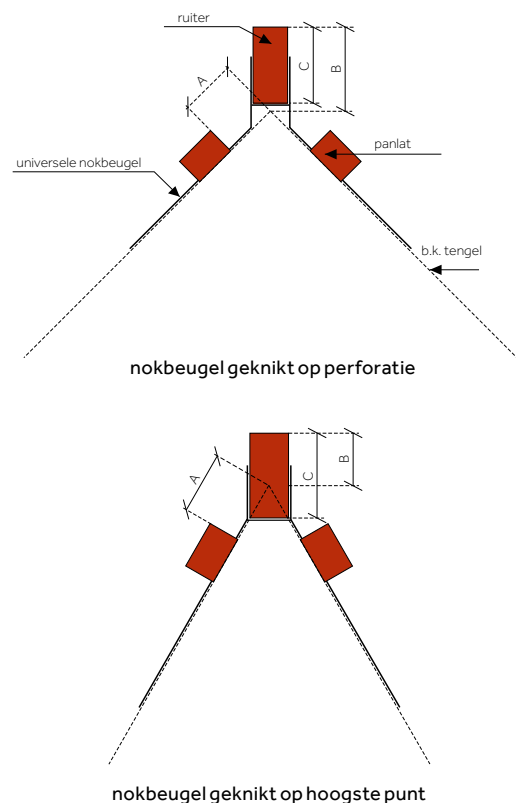 ruiter
A
C
B
panlat
universele nokbeugel
b.k. tengel
nokbeugel geknikt op perforatie
A
C
B
nokbeugel geknikt op hoogste punt